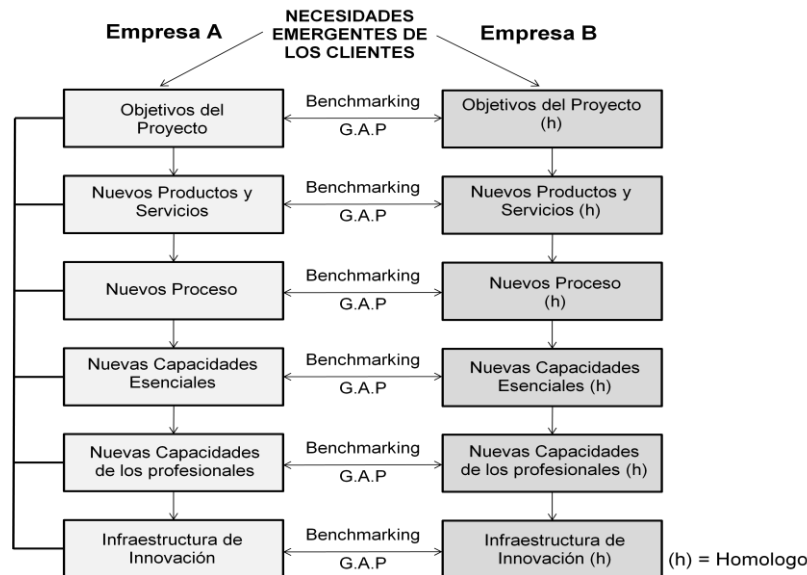 NECESIDADES
EMERGENTES DE
LOS CLIENTES
Empresa A
Empresa B
Objetivos del
Proyecto
Benchmarking
G.A.P
Objetivos del Proyecto
(h)
Nuevos Productos y
Servicios
Benchmarking
G.A.P
Nuevos Productos y
Servicios (h)
Nuevos Proceso
Benchmarking
G.A.P
Nuevos Proceso
(h)
Nuevas Capacidades
Esenciales
Benchmarking
G.A.P
Nuevas Capacidades
Esenciales (h)
Nuevas Capacidades
de los profesionales
Benchmarking
G.A.P
Nuevas Capacidades
de los profesionales (h)
Infraestructura de
Innovación
Benchmarking
G.A.P
Infraestructura de
Innovación (h)
(h) = Homologo